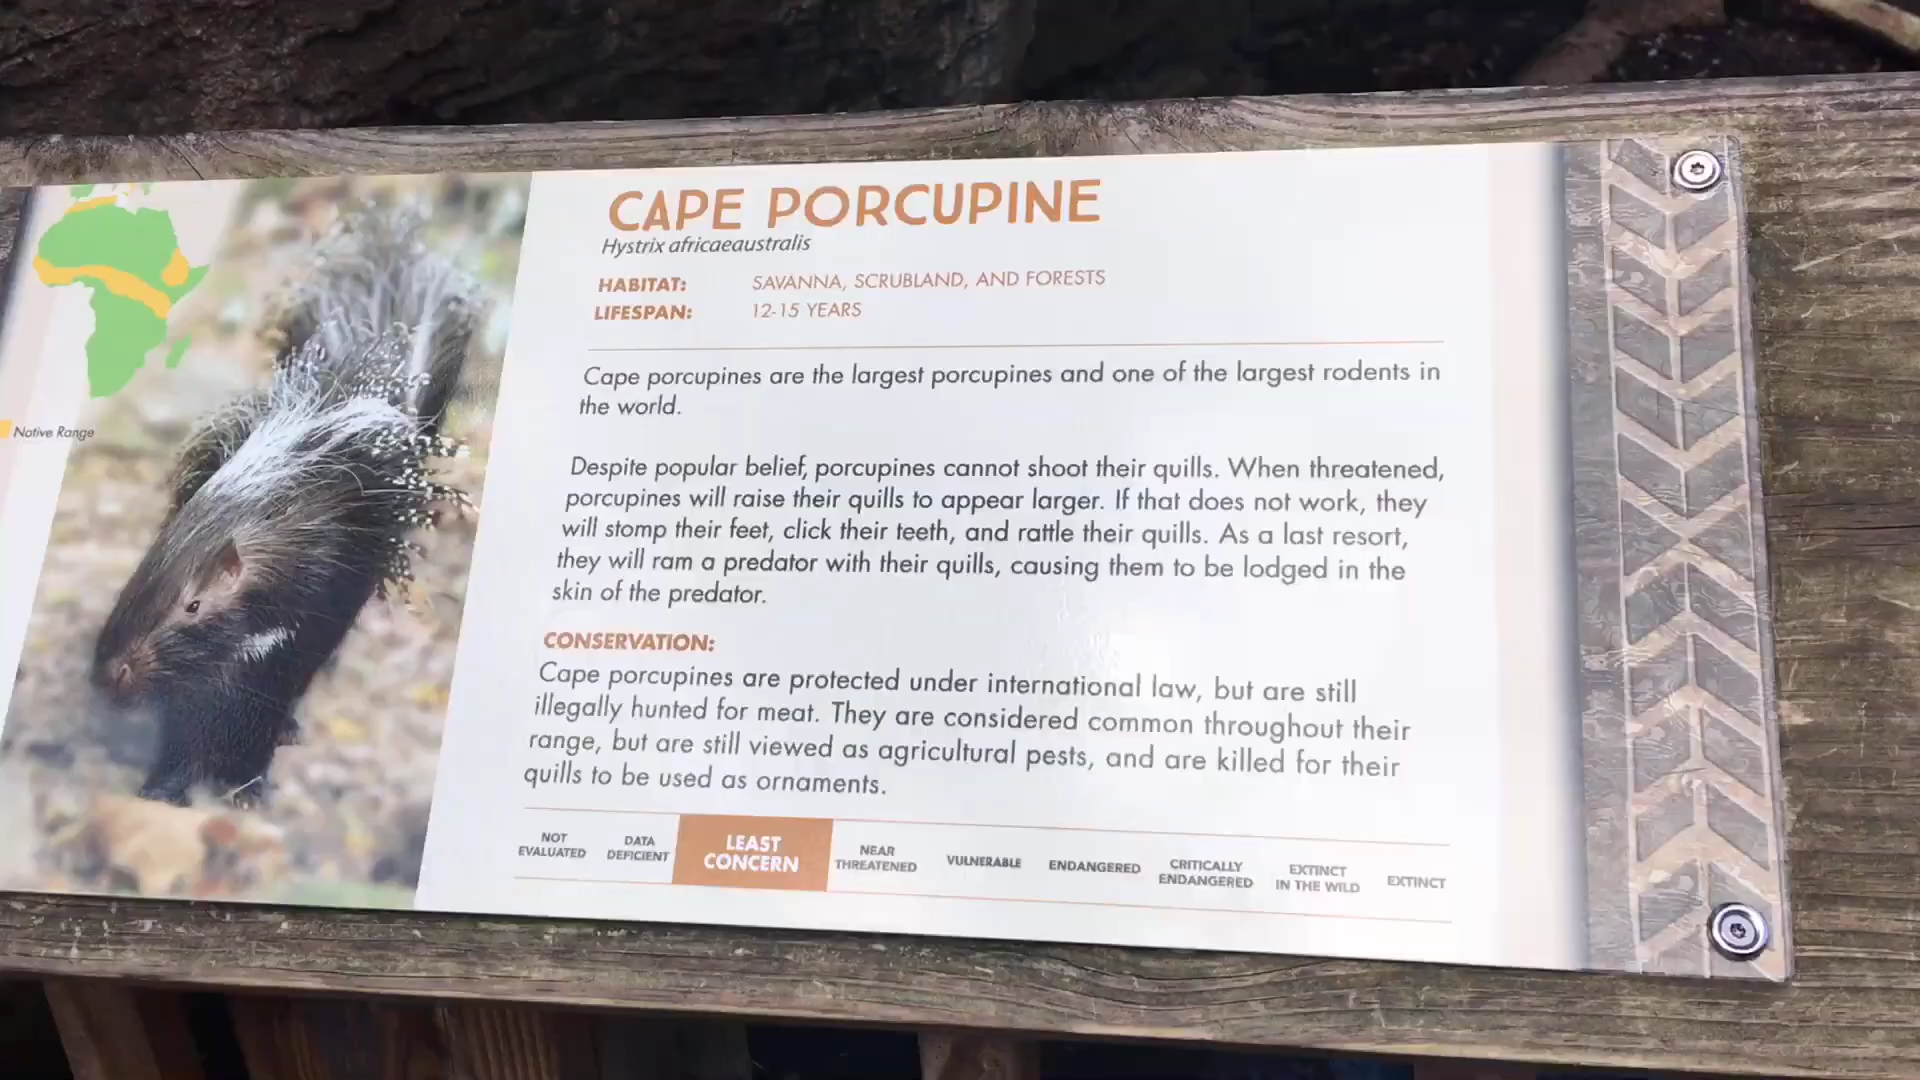 CAPE PORCUPINE
Hystrix africaeaustralis
HABITAT: SAVANNA, SCRUBLAND, AND FORESTS
LIFESPAN: 12-15 YEARS
Native Range
Cape porcupines are the largest porcupines and one of the largest rodents in
the world.
Despite popular belief, porcupines cannot shoot their quills. When threatened,
porcupines will raise their quills to appear larger. If that does not work, they
will stomp their feet, click their teeth, and rattle their quills. As a last resort,
they will ram a predator with their quills, causing them to be lodged in the
skin of the predator.
CONSERVATION:
Cape porcupines are protected under international law, but are still
illegally hunted for meat. They are considered common throughout their
range, but are still viewed as agricultural pests, and are killed for their
quills to be used as ornaments.
NOT
EVALUATED
DATA
DEFICIENT
LEAST
CONCERN
NEAR
THREATENED
VULNERABLE
ENDANGERED
CRITICALLY
ENDANGERED
EXTINCT
IN THE WILD
EXTINCT